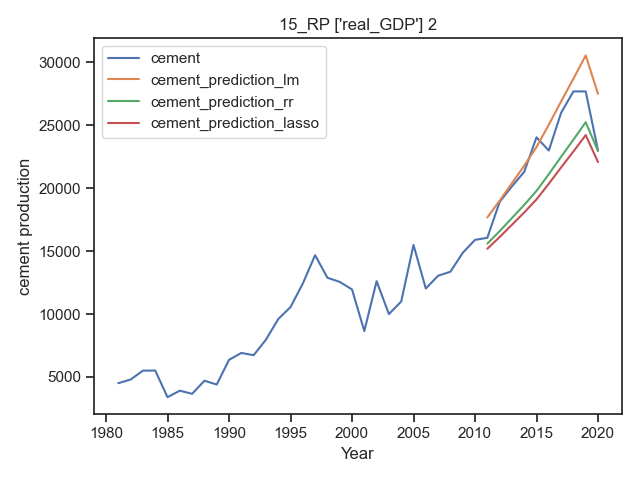 15_RP ['real_GDP'] 2
cement
cement_prediction_lm
cement_prediction_rr
cement_prediction_lasso
cement production
30000
25000
20000
15000
10000
5000
1980 1985 1990 1995 2000 2005 2010 2015 2020
Year